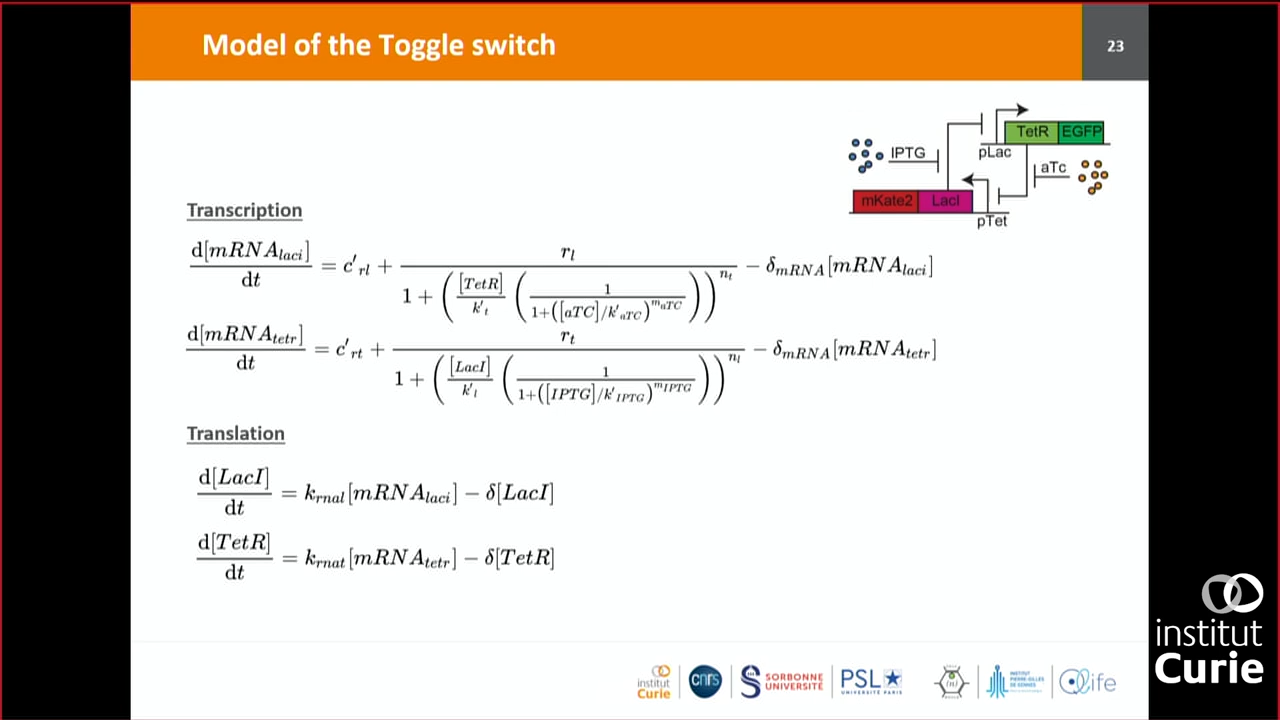 Model of the Toggle switch
23
TetR EGFP
IPTG
pLac
aTc
mKate2 LacI
pTet
Transcription
d[mRNA_laci]/dt = c'_rl + r_l / (1 + ([TetR]/k'_t (1/(1+([aTC]/k'_aTC)^m_aTC)))^n_t) − δ_mRNA[mRNA_laci]
d[mRNA_tetr]/dt = c'_rt + r_t / (1 + ([LacI]/k'_l (1/(1+([IPTG]/k'_IPTG)^m_IPTG)))^n_l) − δ_mRNA[mRNA_tetr]
Translation
d[LacI]/dt = k_rnal[mRNA_laci] − δ[LacI]
d[TetR]/dt = k_rnat[mRNA_tetr] − δ[TetR]
institut
Curie
cnrs
SORBONNE
UNIVERSITÉ
PSL
UNIVERSITÉ PARIS
life
institut
Curie